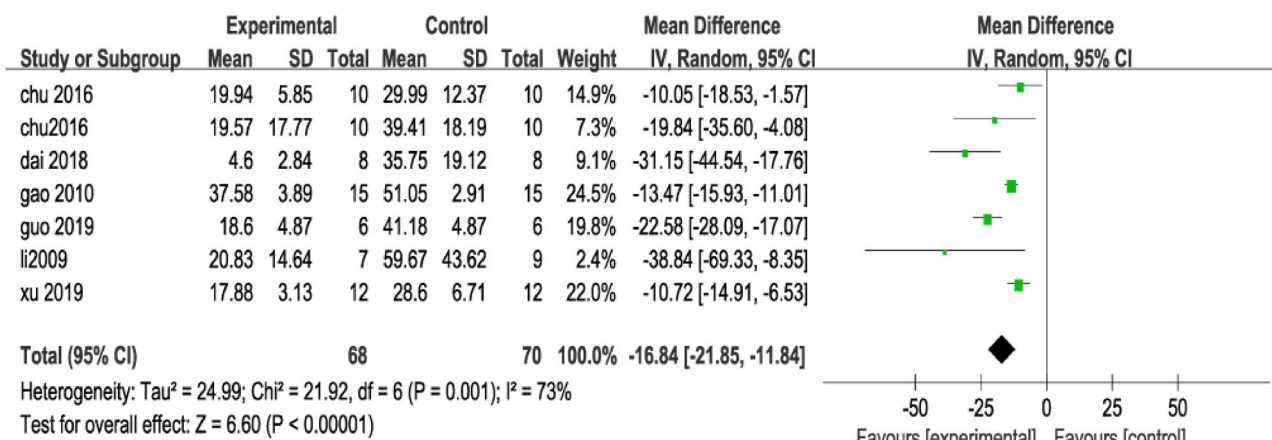 Experimental Control Mean Difference Mean Difference
Study or Subgroup Mean SD Total Mean SD Total Weight IV, Random, 95% CI IV, Random, 95% CI
chu 2016 19.94 5.85 10 29.99 12.37 10 14.9% -10.05 [-18.53, -1.57]
chu2016 19.57 17.77 10 39.41 18.19 10 7.3% -19.84 [-35.60, -4.08]
dai 2018 4.6 2.84 8 35.75 19.12 8 9.1% -31.15 [-44.54, -17.76]
gao 2010 37.58 3.89 15 51.05 2.91 15 24.5% -13.47 [-15.93, -11.01]
guo 2019 18.6 4.87 6 41.18 4.87 6 19.8% -22.58 [-28.09, -17.07]
li2009 20.83 14.64 7 59.67 43.62 9 2.4% -38.84 [-69.33, -8.35]
xu 2019 17.88 3.13 12 28.6 6.71 12 22.0% -10.72 [-14.91, -6.53]
Total (95% CI) 68 70 100.0% -16.84 [-21.85, -11.84]
Heterogeneity: Tau² = 24.99; Chi² = 21.92, df = 6 (P = 0.001); I² = 73%
Test for overall effect: Z = 6.60 (P < 0.00001)
-50 -25 0 25 50
Favours [experimental] Favours [control]